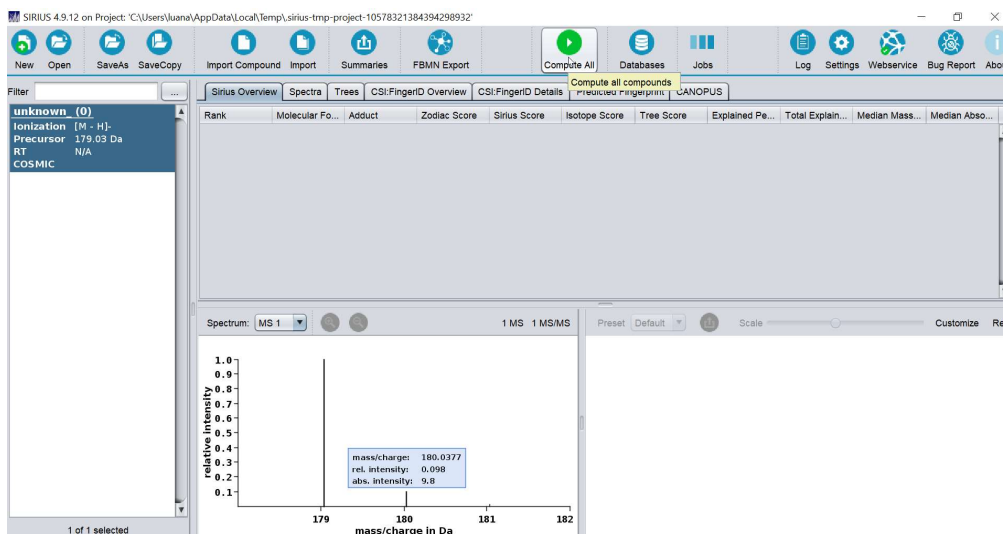 SIRIUS 4.9.12 on Project: 'C:\Users\luana\AppData\Local\Temp\.sirius-tmp-project-10578321384394298932'
New Open SaveAs SaveCopy Import Compound Import Summaries FBMN Export Compute All Databases Jobs Log Settings Webservice Bug Report Abou
Compute all compounds
Filter ...
Sirius Overview Spectra Trees CSI:FingerID Overview CSI:FingerID Details Predicted Fingerprint CANOPUS
unknown_ (0)
Ionization [M - H]-
Precursor 179.03 Da
RT N/A
COSMIC
Rank Molecular Fo... Adduct Zodiac Score Sirius Score Isotope Score Tree Score Explained Pe... Total Explain... Median Mass... Median Abso...
Spectrum: MS 1 1 MS 1 MS/MS Preset Default Scale Customize Re
1.0
0.9
0.8
0.7
0.6
0.5
0.4
0.3
0.2
0.1
relative intensity
mass/charge: 180.0377
rel. intensity: 0.098
abs. intensity: 9.8
179 180 181 182
mass/charge in Da
1 of 1 selected